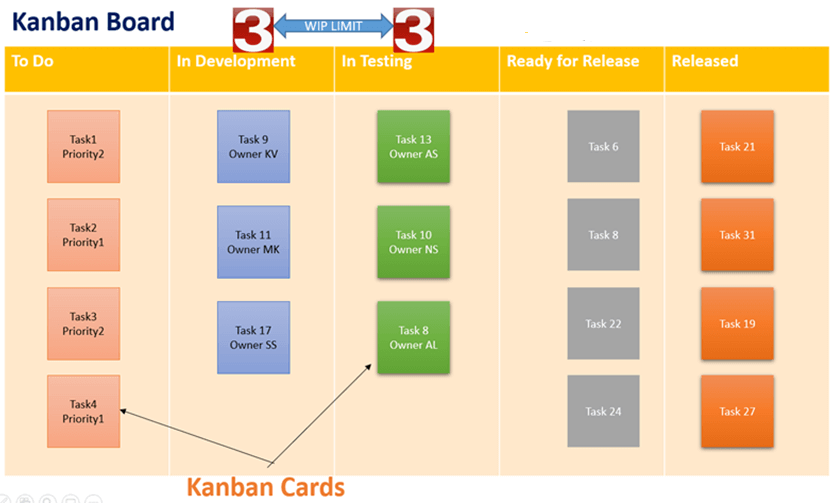 Kanban Board
3 WIP LIMIT 3
To Do
In Development
In Testing
Ready for Release
Released
Task1
Priority2
Task2
Priority1
Task3
Priority2
Task4
Priority1
Task 9
Owner KV
Task 11
Owner MK
Task 17
Owner SS
Task 13
Owner AS
Task 10
Owner NS
Task 8
Owner AL
Task 6
Task 8
Task 22
Task 24
Task 21
Task 31
Task 19
Task 27
Kanban Cards